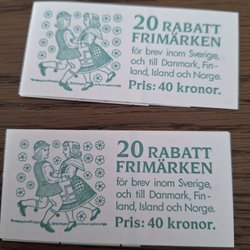 20 RABATT
FRIMÄRKEN
för brev inom Sverige,
och till Danmark, Fin-
land, Island och Norge.
Pris: 40 kronor.
20 RABATT
FRIMÄRKEN
för brev inom Sverige,
och till Danmark, Fin-
land, Island och Norge.
Pris: 40 kronor.